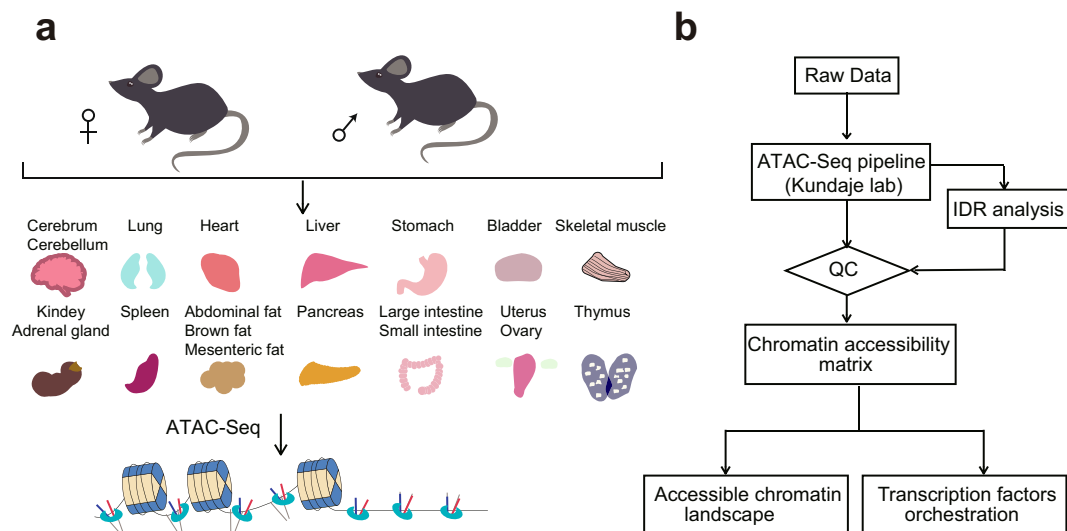 a
Cerebrum
Cerebellum
Lung
Heart
Liver
Stomach
Bladder
Skeletal muscle
Kindey
Adrenal gland
Spleen
Abdominal fat
Brown fat
Mesenteric fat
Pancreas
Large intestine
Small intestine
Uterus
Ovary
Thymus
ATAC-Seq
b
Raw Data
ATAC-Seq pipeline
(Kundaje lab)
IDR analysis
QC
Chromatin accessibility
matrix
Accessible chromatin
landscape
Transcription factors
orchestration